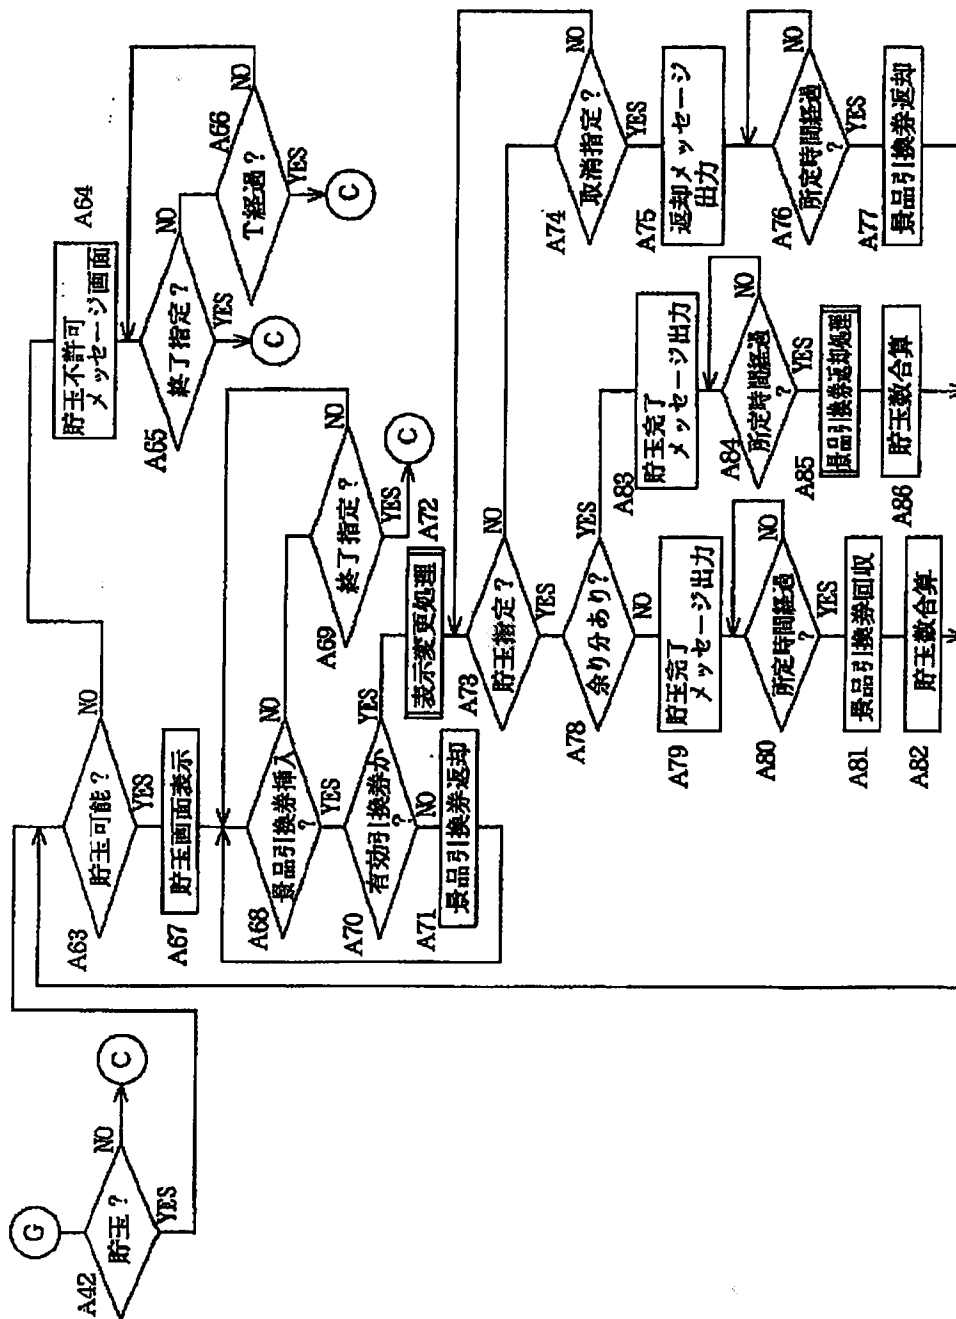 G
A42
貯玉?
NO
C
YES
A63
貯玉可能?
NO
YES
A64
貯玉不許可
メッセージ画面
A65
終了指定?
NO
YES
C
A66
T経過?
NO
YES
C
A67
貯玉画面表示
A68
景品引換券挿入
?
NO
YES
A69
終了指定?
NO
YES
C
A70
有効引換券か
?
YES
NO
A71
景品引換券返却
A72
表示変更処理
A73
貯玉指定?
NO
YES
A74
取消指定?
NO
YES
A75
返却メッセージ
出力
A76
所定時間経過
?
NO
YES
A77
景品引換券返却
A78
余り分あり?
YES
NO
A79
貯玉完了
メッセージ出力
A80
所定時間経過
?
NO
YES
A81
景品引換券回収
A82
貯玉数合算
A83
貯玉完了
メッセージ出力
A84
所定時間経過
?
NO
YES
A85
景品引換券返却処理
A86
貯玉数合算